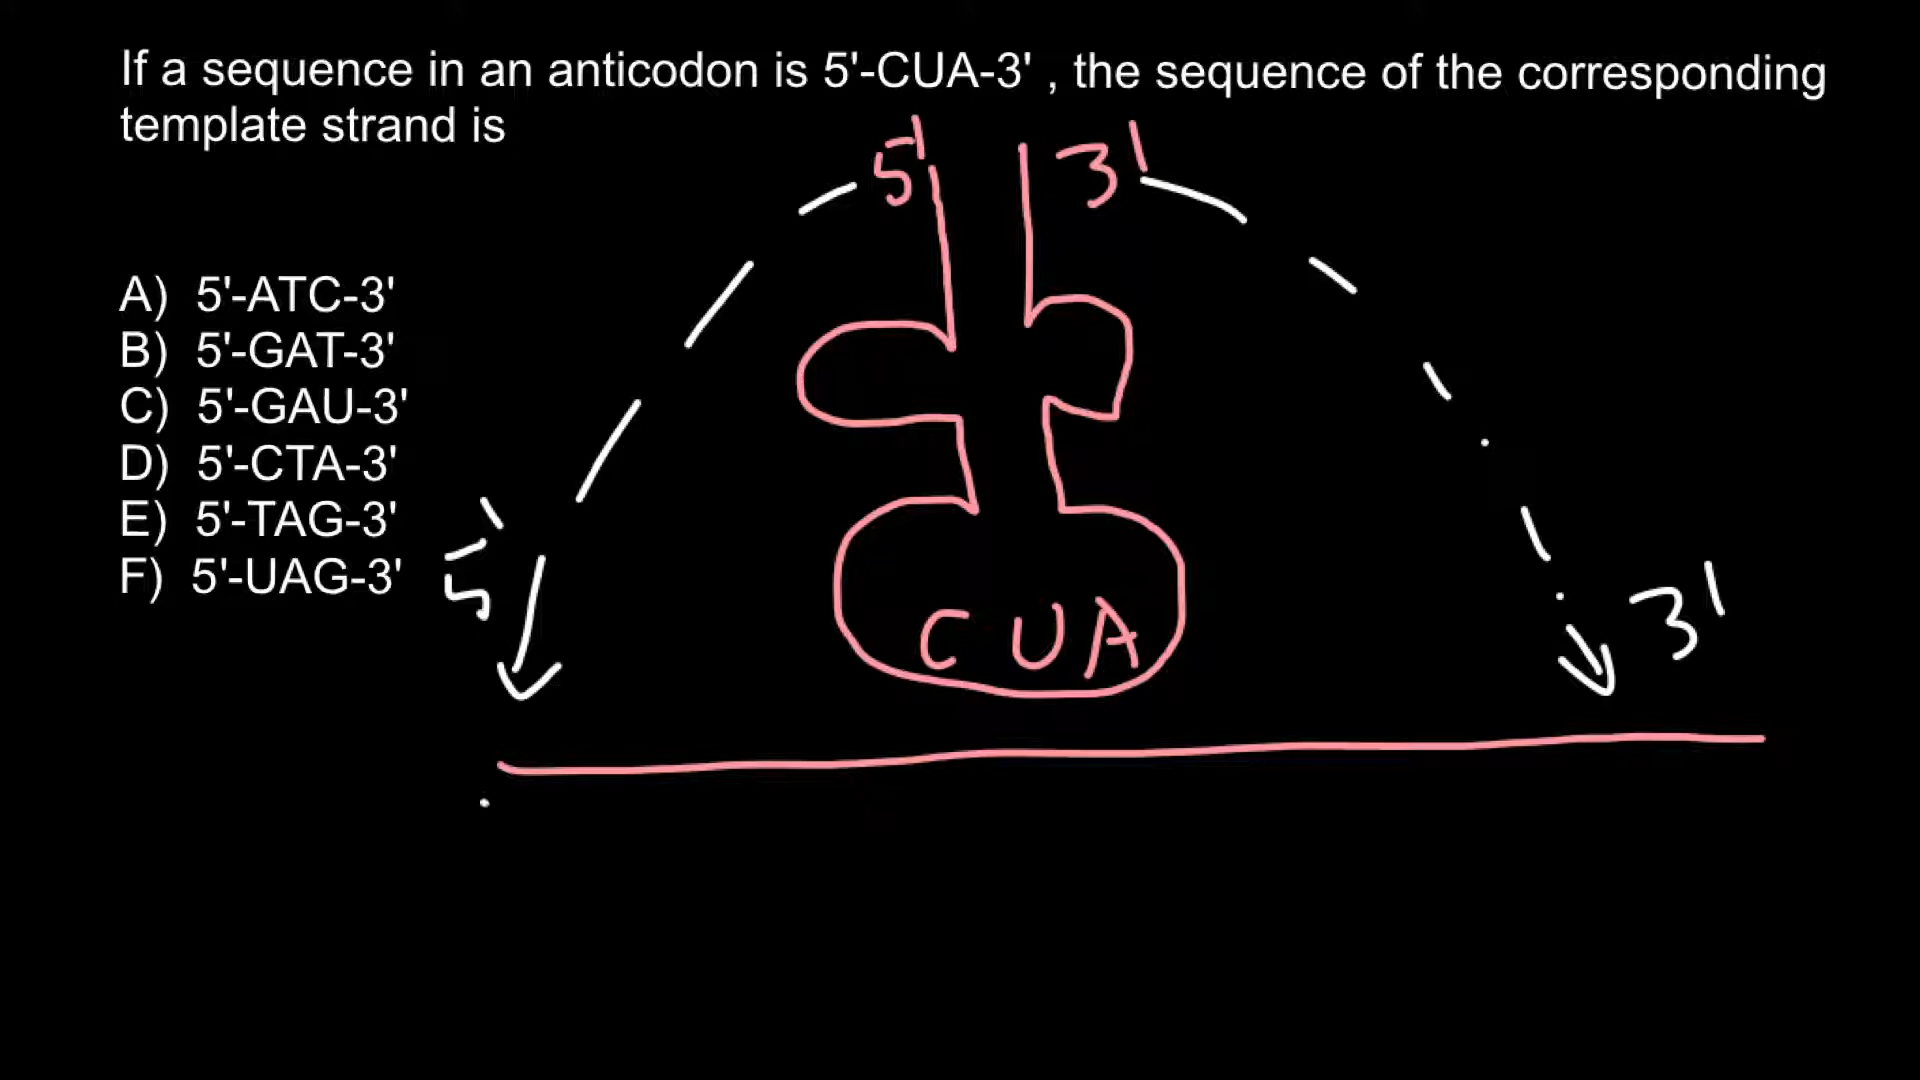 If a sequence in an anticodon is 5'-CUA-3' , the sequence of the corresponding
template strand is
5' 3'
A) 5'-ATC-3'
B) 5'-GAT-3'
C) 5'-GAU-3'
D) 5'-CTA-3'
E) 5'-TAG-3'
F) 5'-UAG-3'
5' 3'
C U A